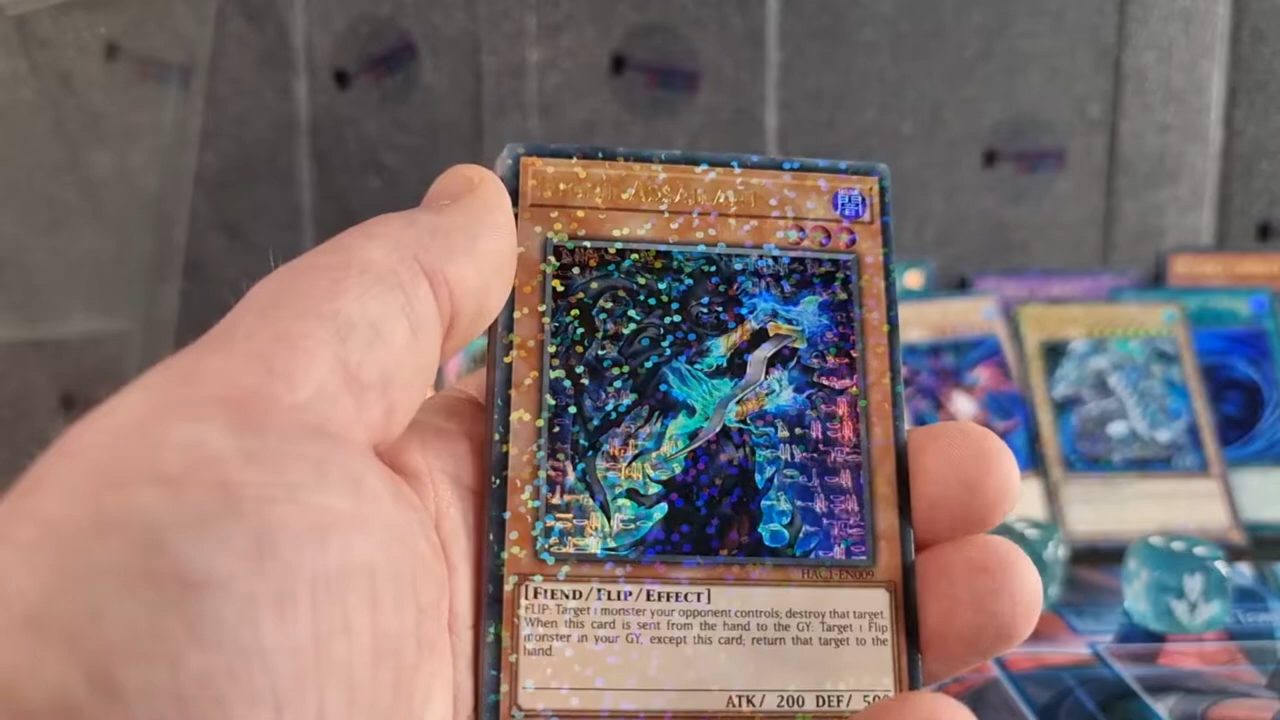 ASSAILANT
闇
HAC1-EN009
[FIEND/FLIP/EFFECT]
FLIP: Target 1 monster your opponent controls; destroy that target.
When this card is sent from the hand to the GY: Target 1 Flip
monster in your GY, except this card; return that target to the
hand.
ATK/ 200 DEF/ 500